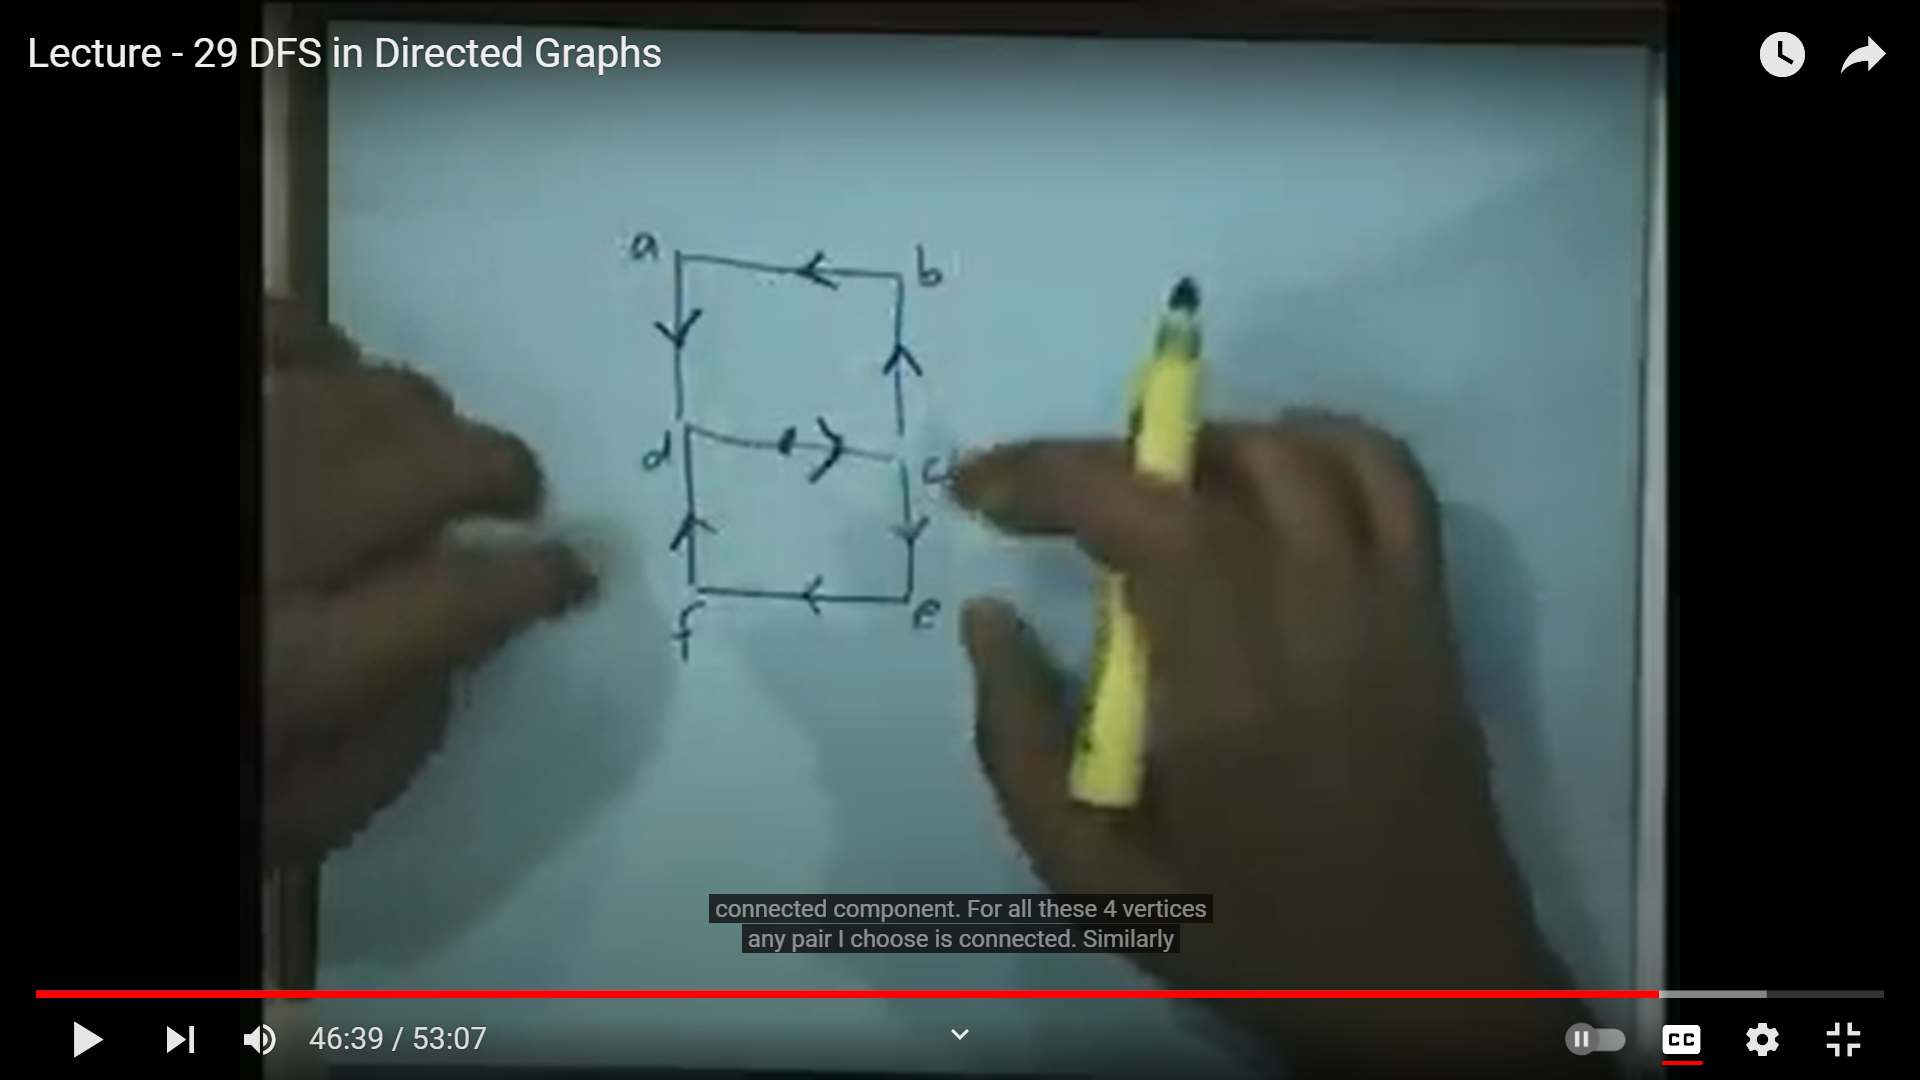 Lecture - 29 DFS in Directed Graphs
a
b
d
c
f
e
connected component. For all these 4 vertices
any pair I choose is connected. Similarly
46:39 / 53:07
CC